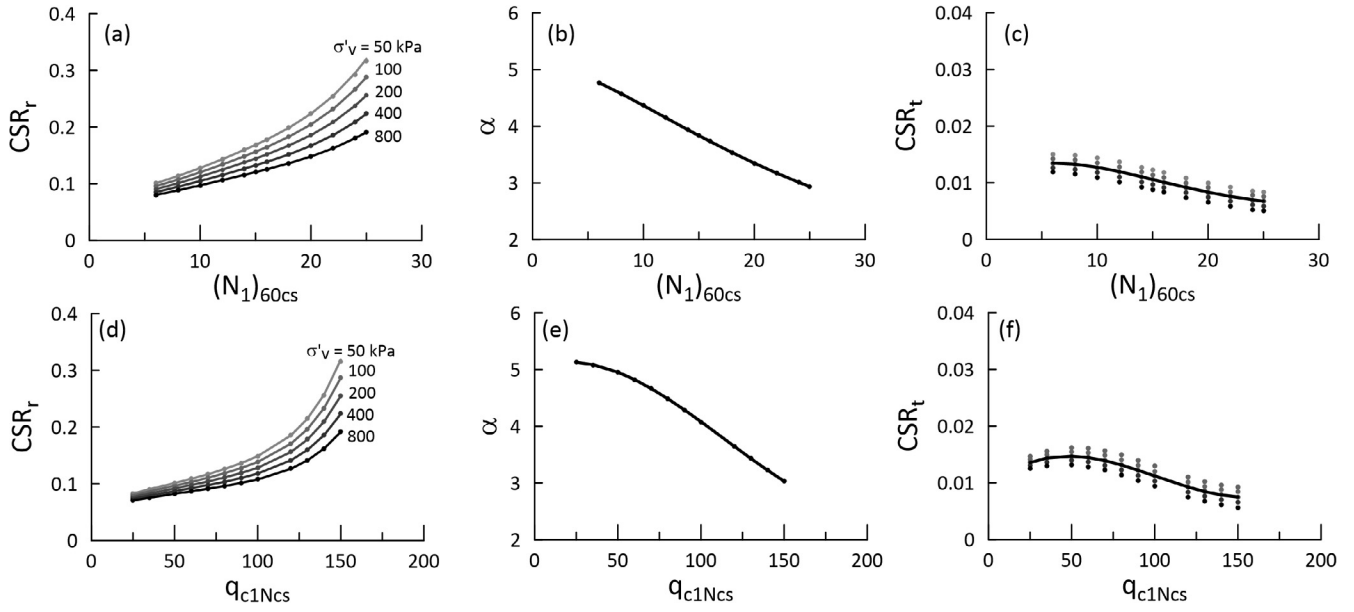 (a)
0.4
0.3
0.2
0.1
0
CSRr
σ'v = 50 kPa
100
200
400
800
0 10 20 30
(N1)60cs
(b)
6
5
4
3
2
α
0 10 20 30
(N1)60cs
(c)
0.04
0.03
0.02
0.01
0
CSRt
0 10 20 30
(N1)60cs
(d)
0.4
0.3
0.2
0.1
0
CSRr
σ'v = 50 kPa
100
200
400
800
0 50 100 150 200
qc1Ncs
(e)
6
5
4
3
2
α
0 50 100 150 200
qc1Ncs
(f)
0.04
0.03
0.02
0.01
0
CSRt
0 50 100 150 200
qc1Ncs